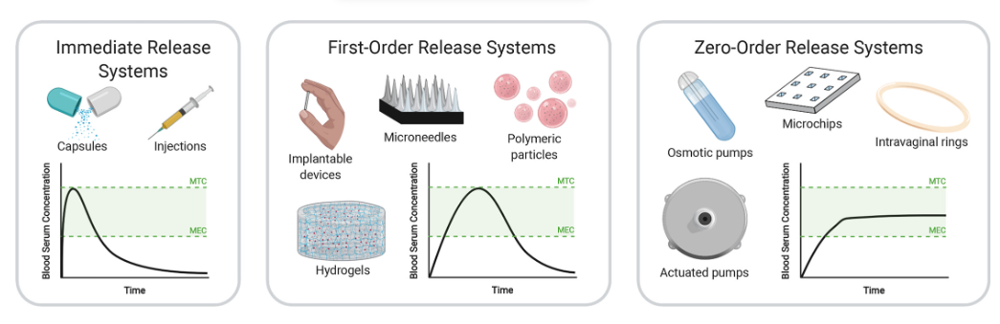 Immediate Release
Systems
Capsules
Injections
Blood Serum Concentration
MTC
MEC
Time
First-Order Release Systems
Implantable
devices
Microneedles
Polymeric
particles
Hydrogels
Blood Serum Concentration
MTC
MEC
Time
Zero-Order Release Systems
Osmotic pumps
Microchips
Intravaginal rings
Actuated pumps
Blood Serum Concentration
MTC
MEC
Time